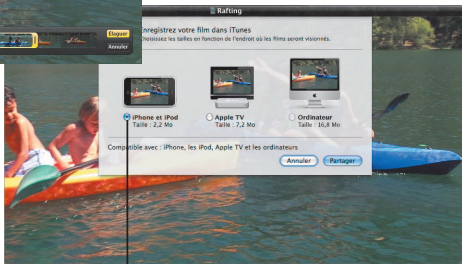 Élaguer
Annuler
Rafting
Enregistrez votre film dans iTunes
Choisissez les tailles en fonction de l'endroit où les films seront visionnés.
iPhone et iPod
Taille : 2,2 Mo
Apple TV
Taille : 7,2 Mo
Ordinateur
Taille : 16,8 Mo
Compatible avec : iPhone, les iPod, Apple TV et les ordinateurs
Annuler
Partager